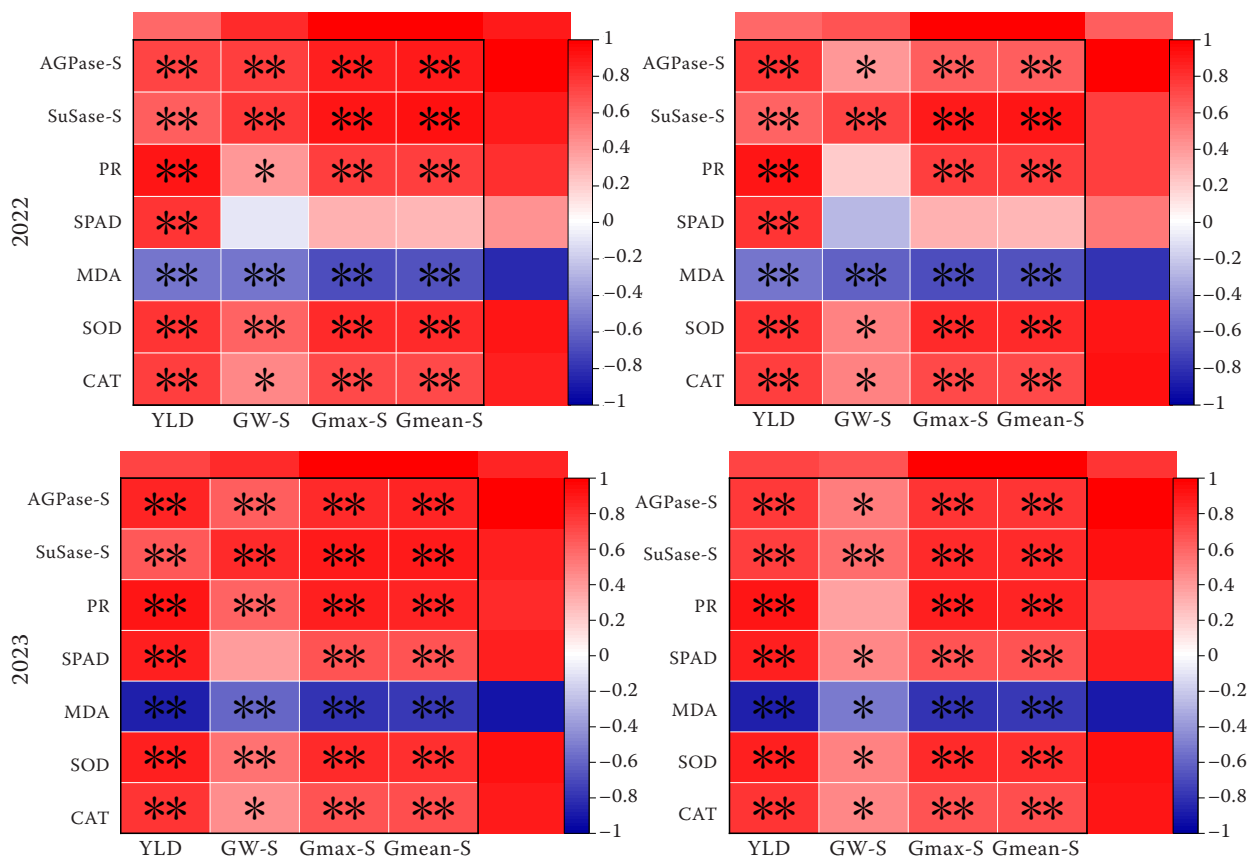 2022
AGPase-S ** ** ** **
SuSase-S ** ** ** **
PR ** * ** **
SPAD **
MDA ** ** ** **
SOD ** ** ** **
CAT ** * ** **
YLD GW-S Gmax-S Gmean-S
1
0.8
0.6
0.4
0.2
0
−0.2
−0.4
−0.6
−0.8
−1
AGPase-S ** * ** **
SuSase-S ** ** ** **
PR ** ** **
SPAD **
MDA ** ** ** **
SOD ** * ** **
CAT ** * ** **
YLD GW-S Gmax-S Gmean-S
1
0.8
0.6
0.4
0.2
0
−0.2
−0.4
−0.6
−0.8
−1
2023
AGPase-S ** ** ** **
SuSase-S ** ** ** **
PR ** ** ** **
SPAD ** ** **
MDA ** ** ** **
SOD ** ** ** **
CAT ** * ** **
YLD GW-S Gmax-S Gmean-S
1
0.8
0.6
0.4
0.2
0
−0.2
−0.4
−0.6
−0.8
−1
AGPase-S ** * ** **
SuSase-S ** ** ** **
PR ** ** **
SPAD ** * ** **
MDA ** * ** **
SOD ** * ** **
CAT ** * ** **
YLD GW-S Gmax-S Gmean-S
1
0.8
0.6
0.4
0.2
0
−0.2
−0.4
−0.6
−0.8
−1